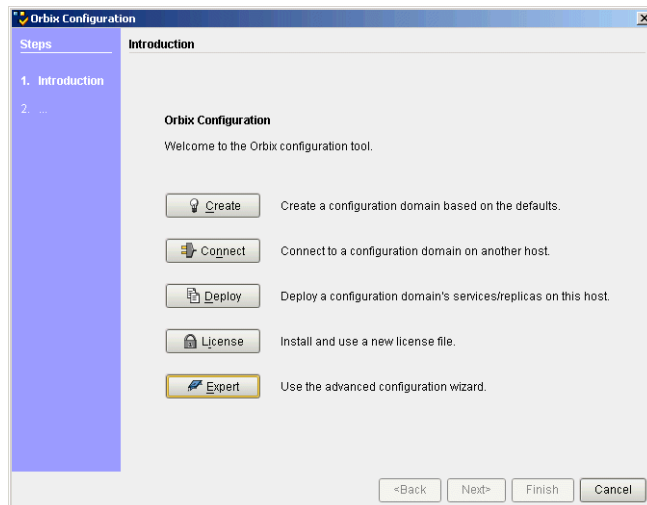 Orbix Configuration
Steps
Introduction
1. Introduction
2. ...
Orbix Configuration
Welcome to the Orbix configuration tool.
Create Create a configuration domain based on the defaults.
Connect Connect to a configuration domain on another host.
Deploy Deploy a configuration domain's services/replicas on this host.
License Install and use a new license file.
Expert Use the advanced configuration wizard.
<Back Next> Finish Cancel